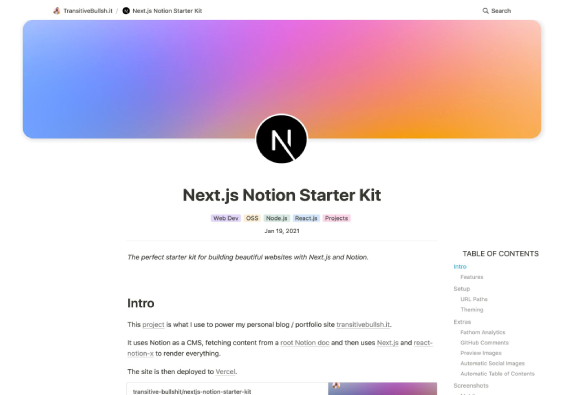 TransitiveBullsh.it / Next.js Notion Starter Kit
Search
Next.js Notion Starter Kit
Web Dev OSS Node.js React.js Projects
Jan 19, 2021
The perfect starter kit for building beautiful websites with Next.js and Notion.
Intro
This project is what I use to power my personal blog / portfolio site transitivebullsh.it.
It uses Notion as a CMS, fetching content from a root Notion doc and then uses Next.js and react-
notion-x to render everything.
The site is then deployed to Vercel.
transitive-bullshit/nextjs-notion-starter-kit
TABLE OF CONTENTS
Intro
Features
Setup
URL Paths
Theming
Extras
Fathom Analytics
GitHub Comments
Preview Images
Automatic Social Images
Automatic Table of Contents
Screenshots